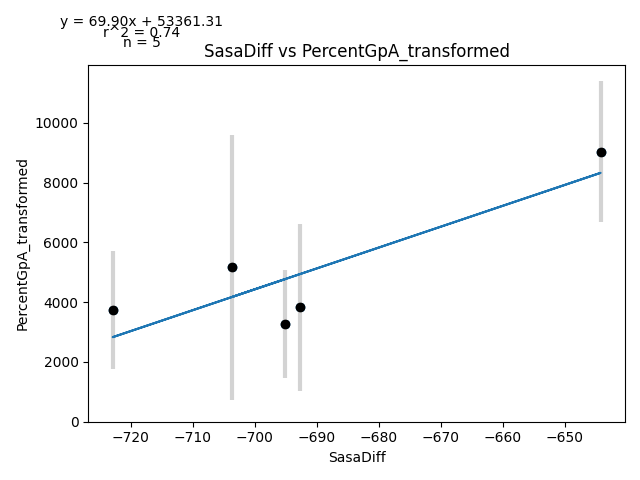 y = 69.90x + 53361.31
r^2 = 0.74
n = 5
SasaDiff vs PercentGpA_transformed
PercentGpA_transformed
10000
8000
6000
4000
2000
0
−720
−710
−700
−690
−680
−670
−660
−650
SasaDiff